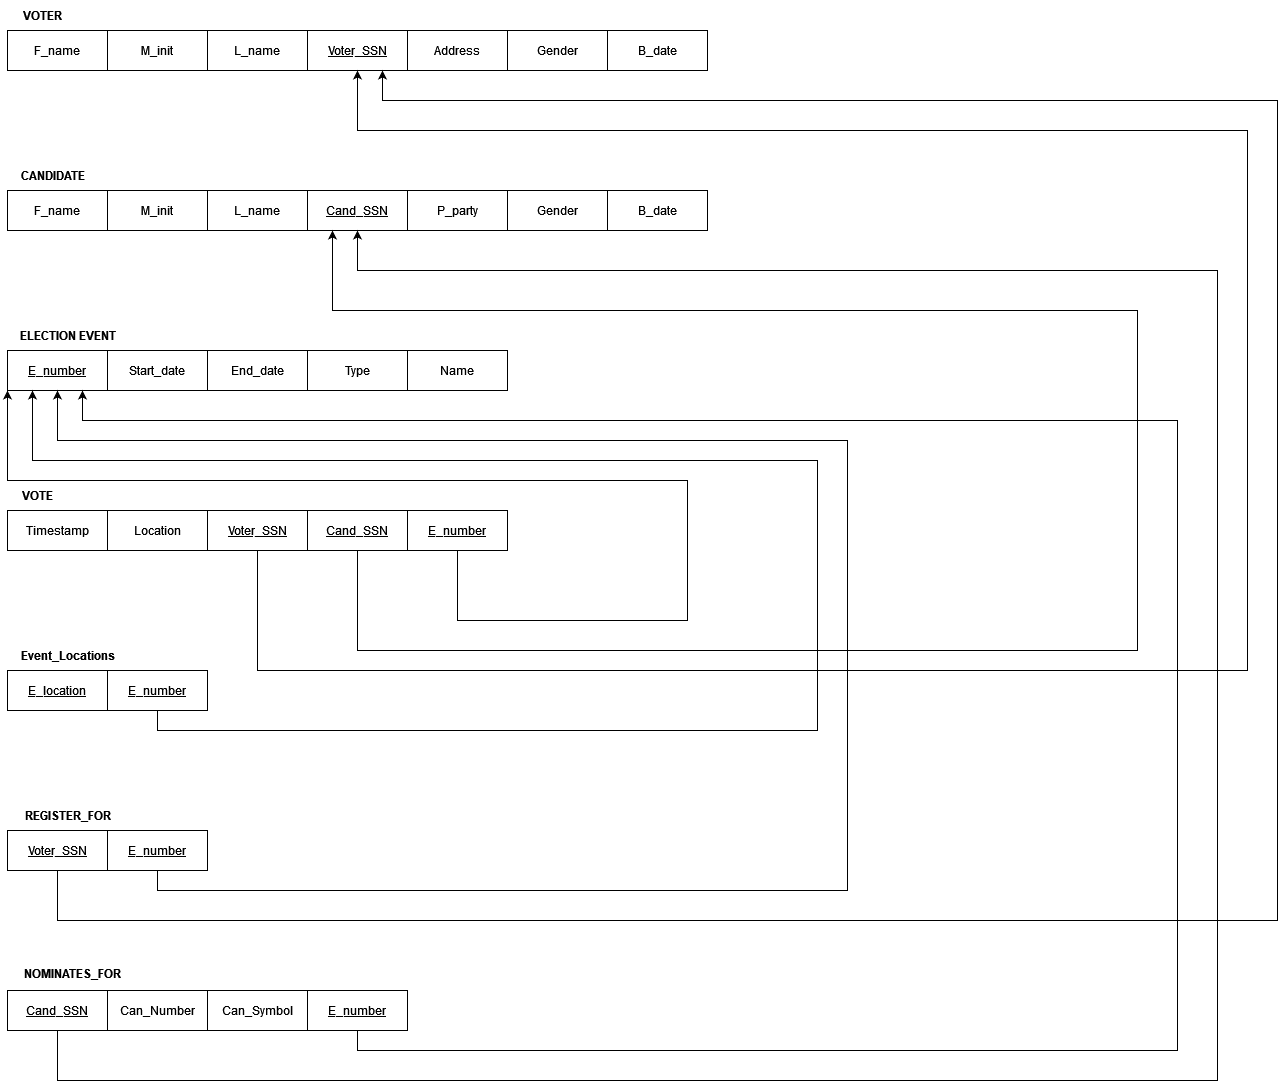 VOTER
F_name M_init L_name Voter_SSN Address Gender B_date
CANDIDATE
F_name M_init L_name Cand_SSN P_party Gender B_date
ELECTION EVENT
E_number Start_date End_date Type Name
VOTE
Timestamp Location Voter_SSN Cand_SSN E_number
Event_Locations
E_location E_number
REGISTER_FOR
Voter_SSN E_number
NOMINATES_FOR
Cand_SSN Can_Number Can_Symbol E_number